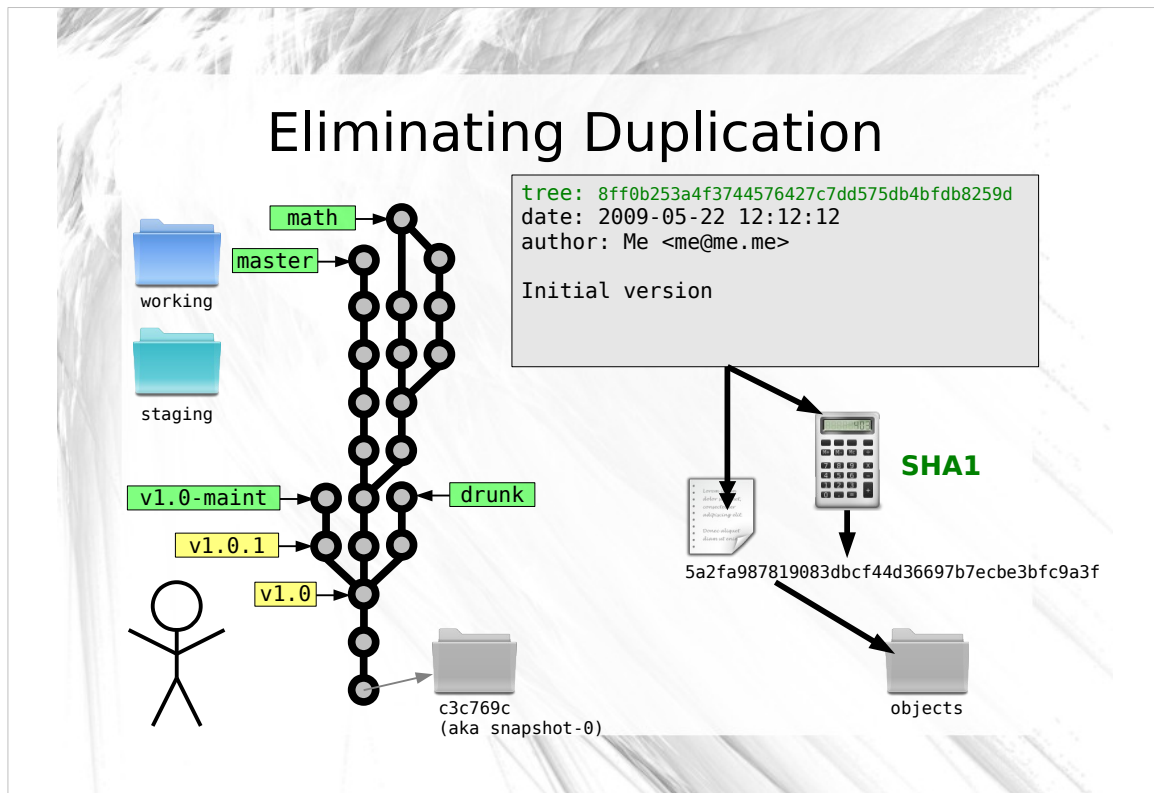 Eliminating Duplication
tree: 8ff0b253a4f3744576427c7dd575db4bfdb8259d
date: 2009-05-22 12:12:12
author: Me <me@me.me>
Initial version
math
master
working
staging
v1.0-maint
drunk
v1.0.1
v1.0
c3c769c
(aka snapshot-0)
SHA1
5a2fa987819083dbcf44d36697b7ecbe3bfc9a3f
objects